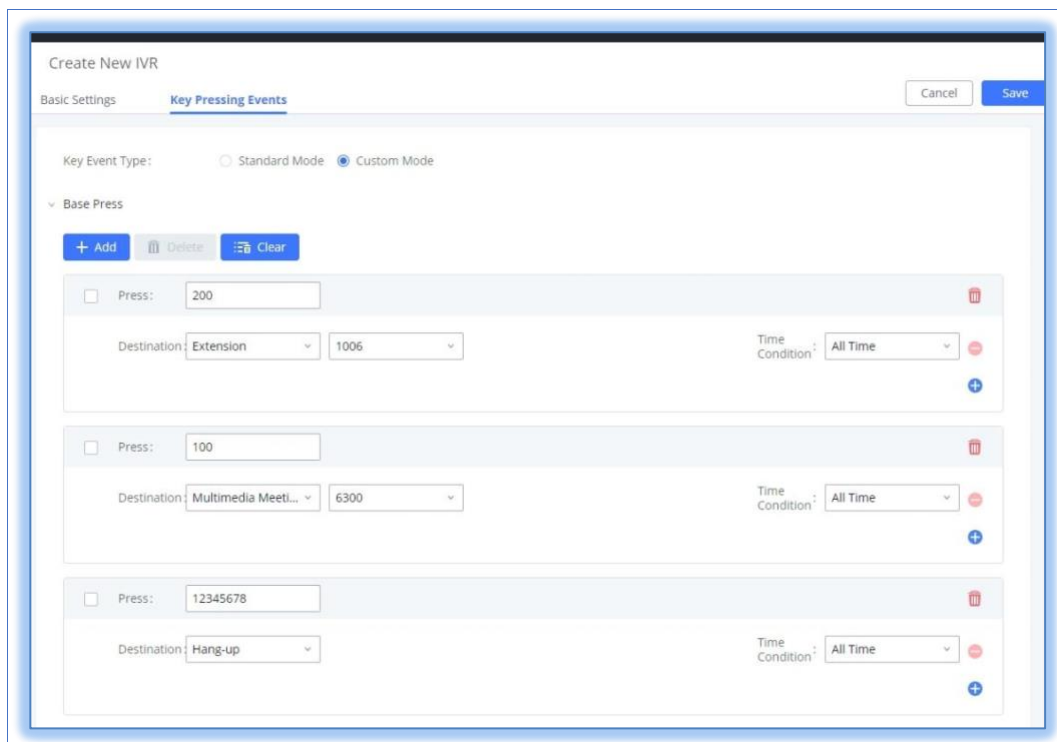 Create New IVR
Basic Settings Key Pressing Events Cancel Save
Key Event Type: Standard Mode Custom Mode
Base Press
+ Add Delete Clear
Press: 200
Destination: Extension 1006 Time Condition: All Time
Press: 100
Destination: Multimedia Meeti... 6300 Time Condition: All Time
Press: 12345678
Destination: Hang-up Time Condition: All Time